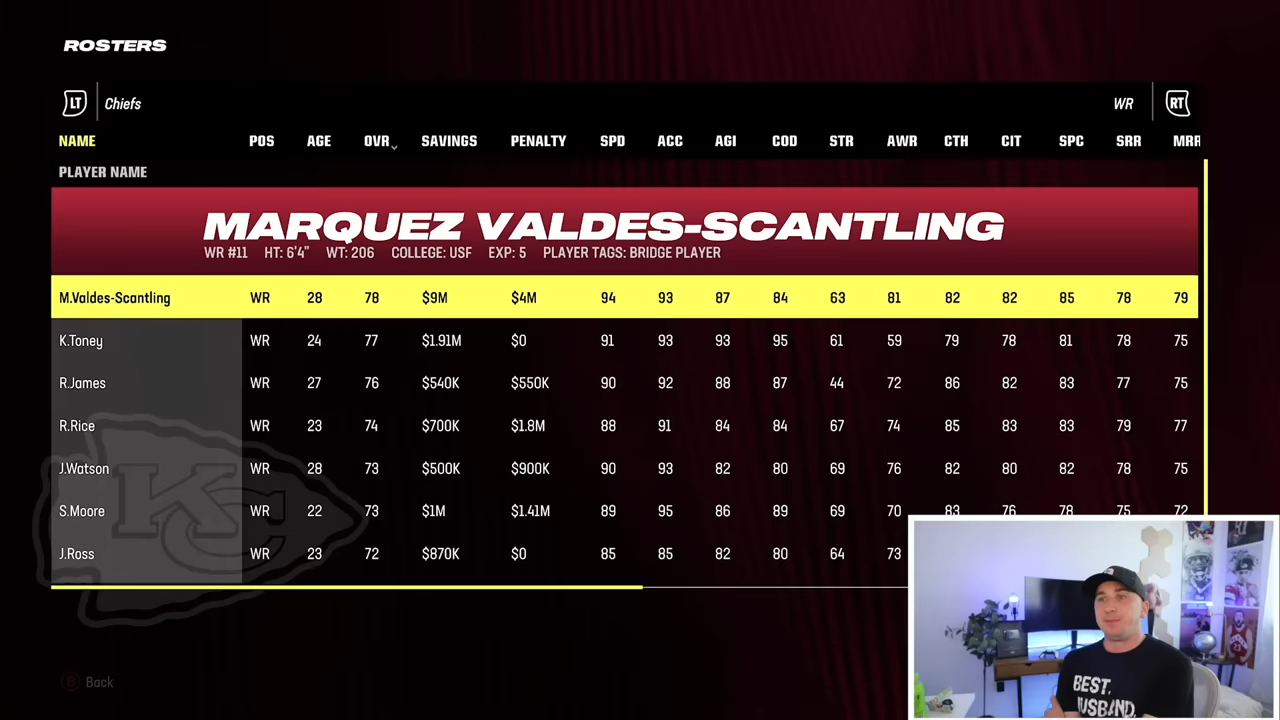 ROSTERS
LT Chiefs WR RT
NAME POS AGE OVR SAVINGS PENALTY SPD ACC AGI COD STR AWR CTH CIT SPC SRR MRR
PLAYER NAME
MARQUEZ VALDES-SCANTLING
WR #11 HT: 6'4" WT: 206 COLLEGE: USF EXP: 5 PLAYER TAGS: BRIDGE PLAYER
M.Valdes-Scantling WR 28 78 $9M $4M 94 93 87 84 63 81 82 82 85 78 79
K.Toney WR 24 77 $1.91M $0 91 93 93 95 61 59 79 78 81 78 75
R.James WR 27 76 $540K $550K 90 92 88 87 44 72 86 82 83 77 75
R.Rice WR 23 74 $700K $1.8M 88 91 84 84 67 74 85 83 83 79 77
J.Watson WR 28 73 $500K $900K 90 93 82 80 69 76 82 80 82 78 75
S.Moore WR 22 73 $1M $1.41M 89 95 86 89 69 70 83 76 78 75 72
J.Ross WR 23 72 $870K $0 85 85 82 80 64 73
KC
B Back
BEST.
HUSBAND.